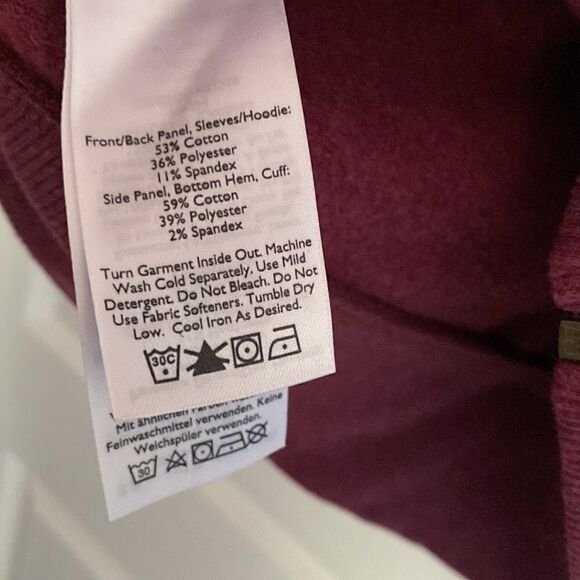 Front/Back Panel, Sleeves/Hoodie:
53% Cotton
36% Polyester
11% Spandex
Side Panel, Bottom Hem, Cuff:
59% Cotton
39% Polyester
2% Spandex
Turn Garment Inside Out. Machine
Wash Cold Separately. Use Mild
Detergent. Do Not Bleach. Do Not
Use Fabric Softeners. Tumble Dry
Low. Cool Iron As Desired.
30C
Mit ähnlichen Farben
Feinwaschmittel verwenden. Keine
Weichspüler verwenden.
30